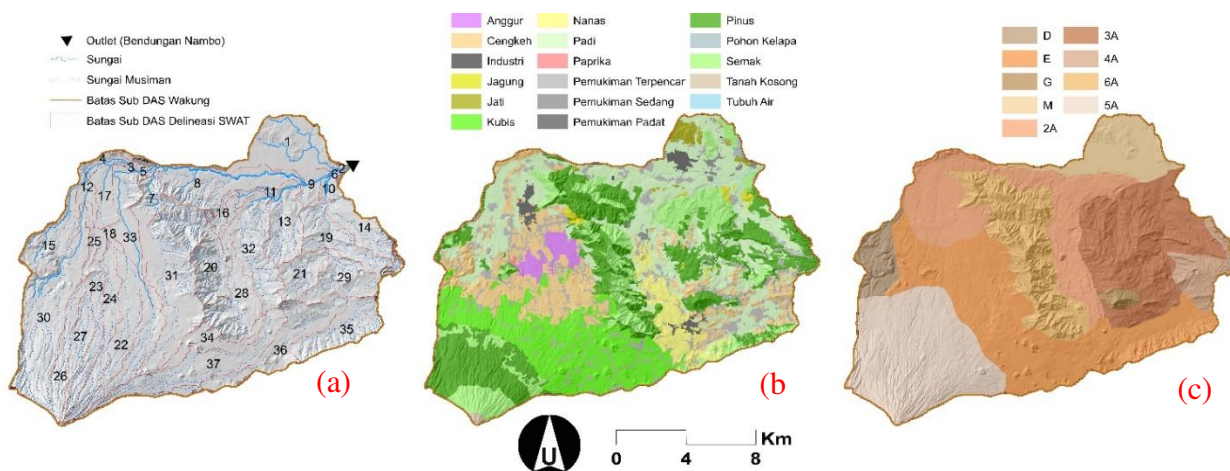 Outlet (Bendungan Nambo)
Sungai
Sungai Musiman
Batas Sub DAS Wakung
Batas Sub DAS Delineasi SWAT
1
4
3
5
8
6
2
9
10
12
17
7
11
16
13
14
18
33
25
15
32
19
31
20
21
29
23
28
24
30
27
22
34
35
36
37
26
(a)
Anggur
Nanas
Pinus
Cengkeh
Padi
Pohon Kelapa
Industri
Paprika
Semak
Jagung
Pemukiman Terpencar
Tanah Kosong
Jati
Pemukiman Sedang
Tubuh Air
Kubis
Pemukiman Padat
(b)
D
3A
E
4A
G
6A
M
5A
2A
(c)
U
Km
0 4 8